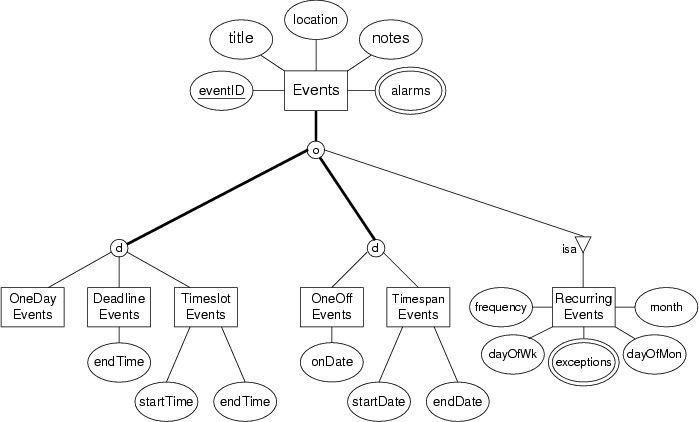 location
title
notes
eventID
Events
alarms
o
d
d
isa
OneDay
Events
Deadline
Events
Timeslot
Events
OneOff
Events
Timespan
Events
Recurring
Events
frequency
month
endTime
onDate
dayOfWk
exceptions
dayOfMon
startTime
endTime
startDate
endDate